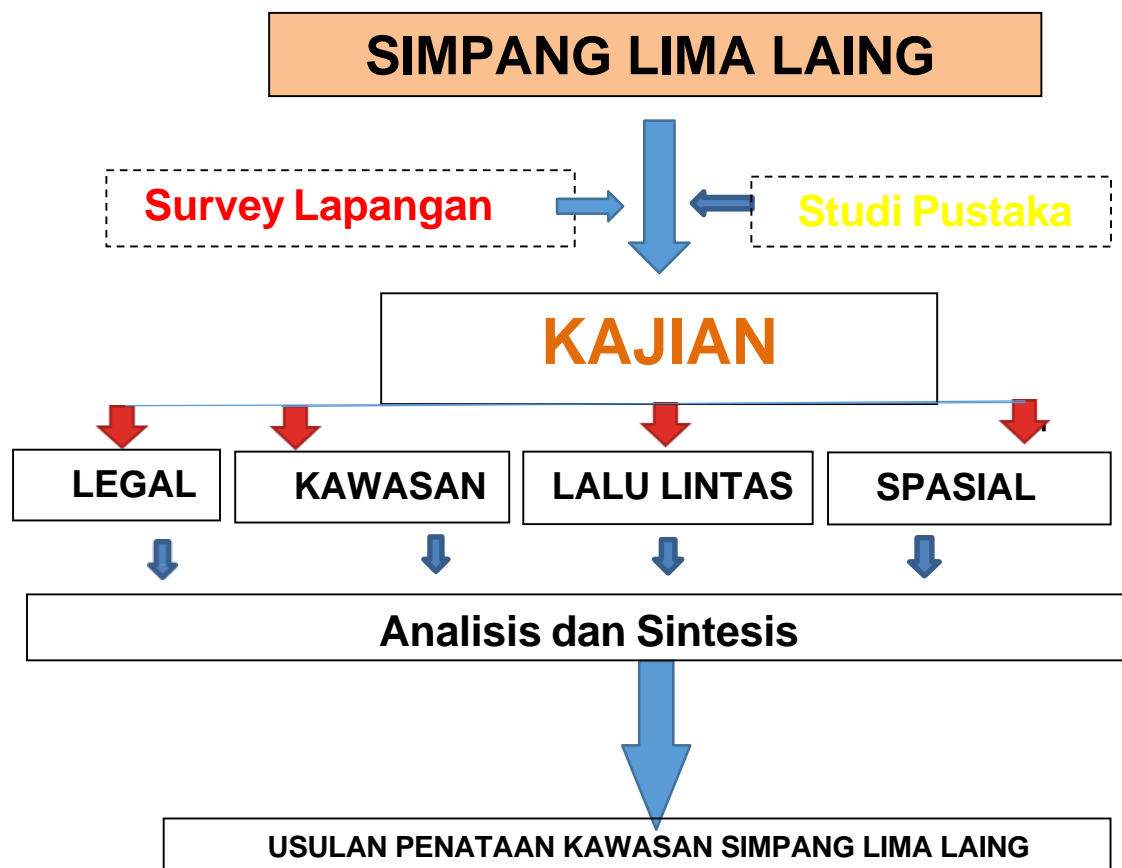 SIMPANG LIMA LAING
Survey Lapangan
Studi Pustaka
KAJIAN
LEGAL
KAWASAN
LALU LINTAS
SPASIAL
Analisis dan Sintesis
USULAN PENATAAN KAWASAN SIMPANG LIMA LAING